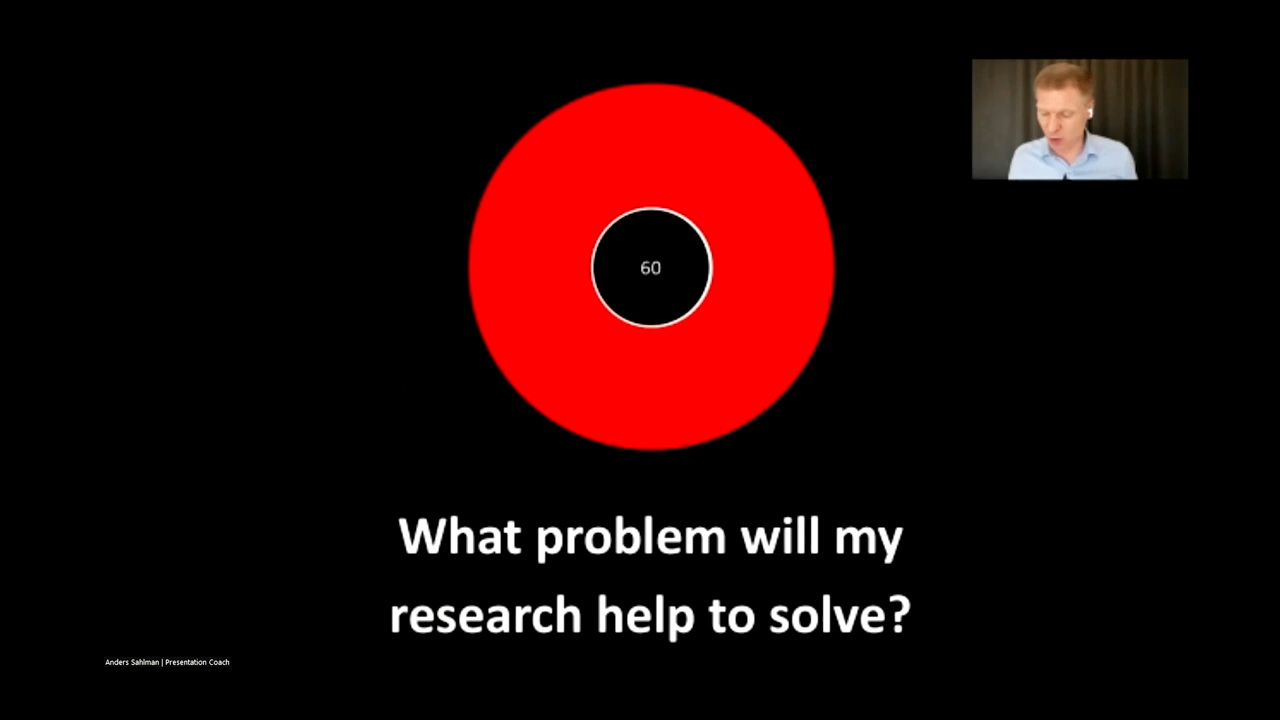 60
What problem will my
research help to solve?
Anders Sahlman | Presentation Coach